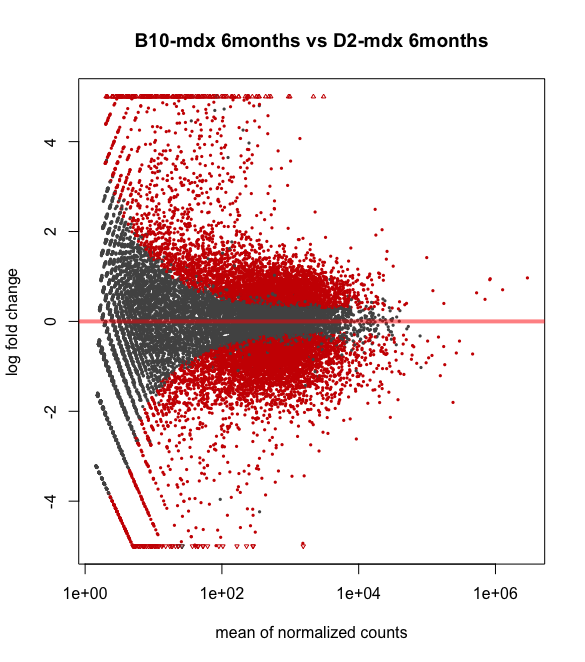 B10-mdx 6months vs D2-mdx 6months
log fold change
4
2
0
-2
-4
1e+00
1e+02
1e+04
1e+06
mean of normalized counts